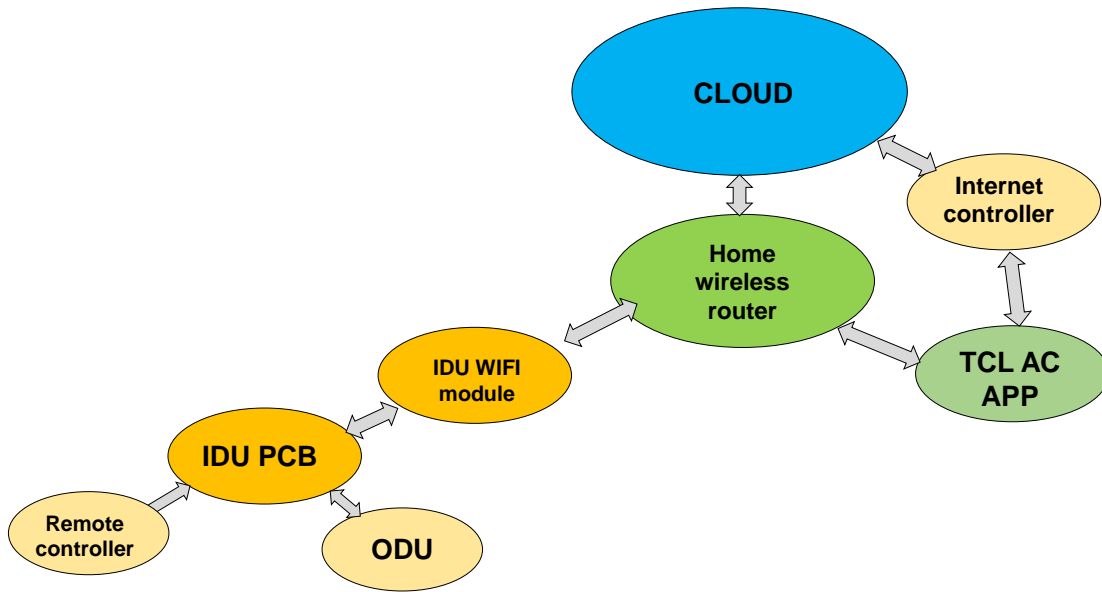 CLOUD
Internet
controller
Home
wireless
router
IDU WIFI
module
TCL AC
APP
IDU PCB
Remote
controller
ODU